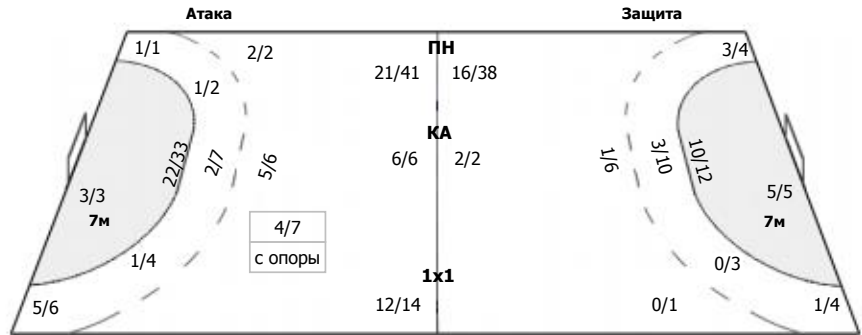 Атака Защита
1/1 2/2 ПН 3/4
21/41 16/38
1/2
КА
22/33 2/7 5/6 6/6 2/2 1/6 3/10 10/12
3/3 5/5
7м 7м
4/7
с опоры
1/4 0/3
1x1
5/6 12/14 0/1 1/4